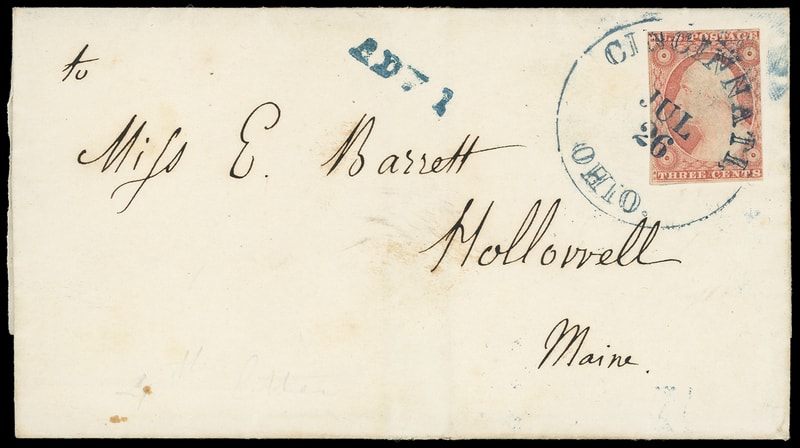 to
Miss E. Barrett
Hollowell
Maine.
CINCINNATI. OHIO.
JUL
26
POSTAGE
THREE CENTS